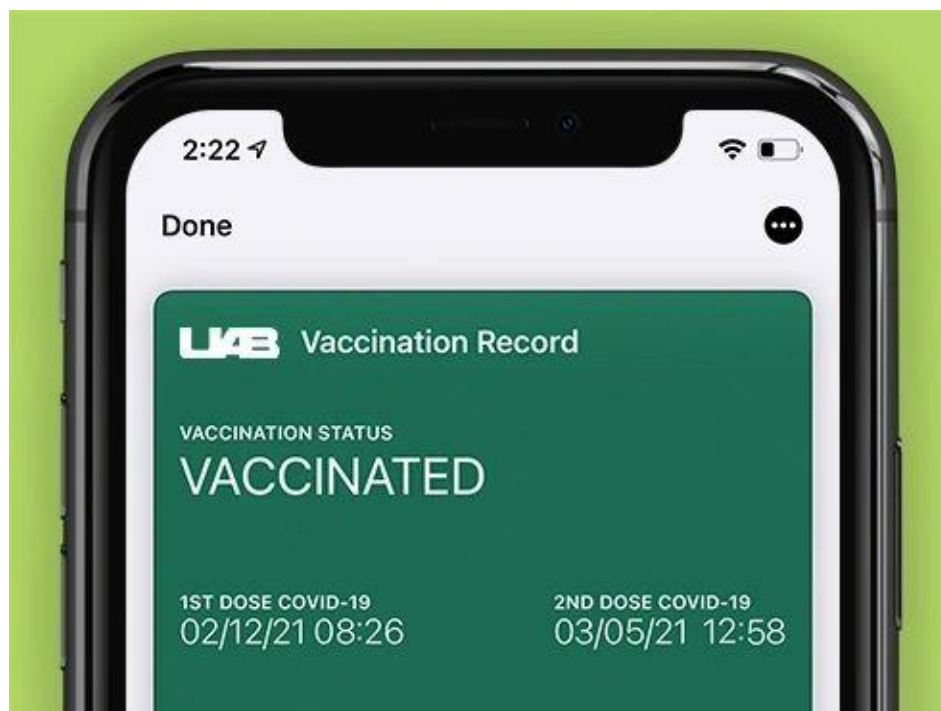 2:22
Done
UAB Vaccination Record
VACCINATION STATUS
VACCINATED
1ST DOSE COVID-19 2ND DOSE COVID-19
02/12/21 08:26 03/05/21 12:58